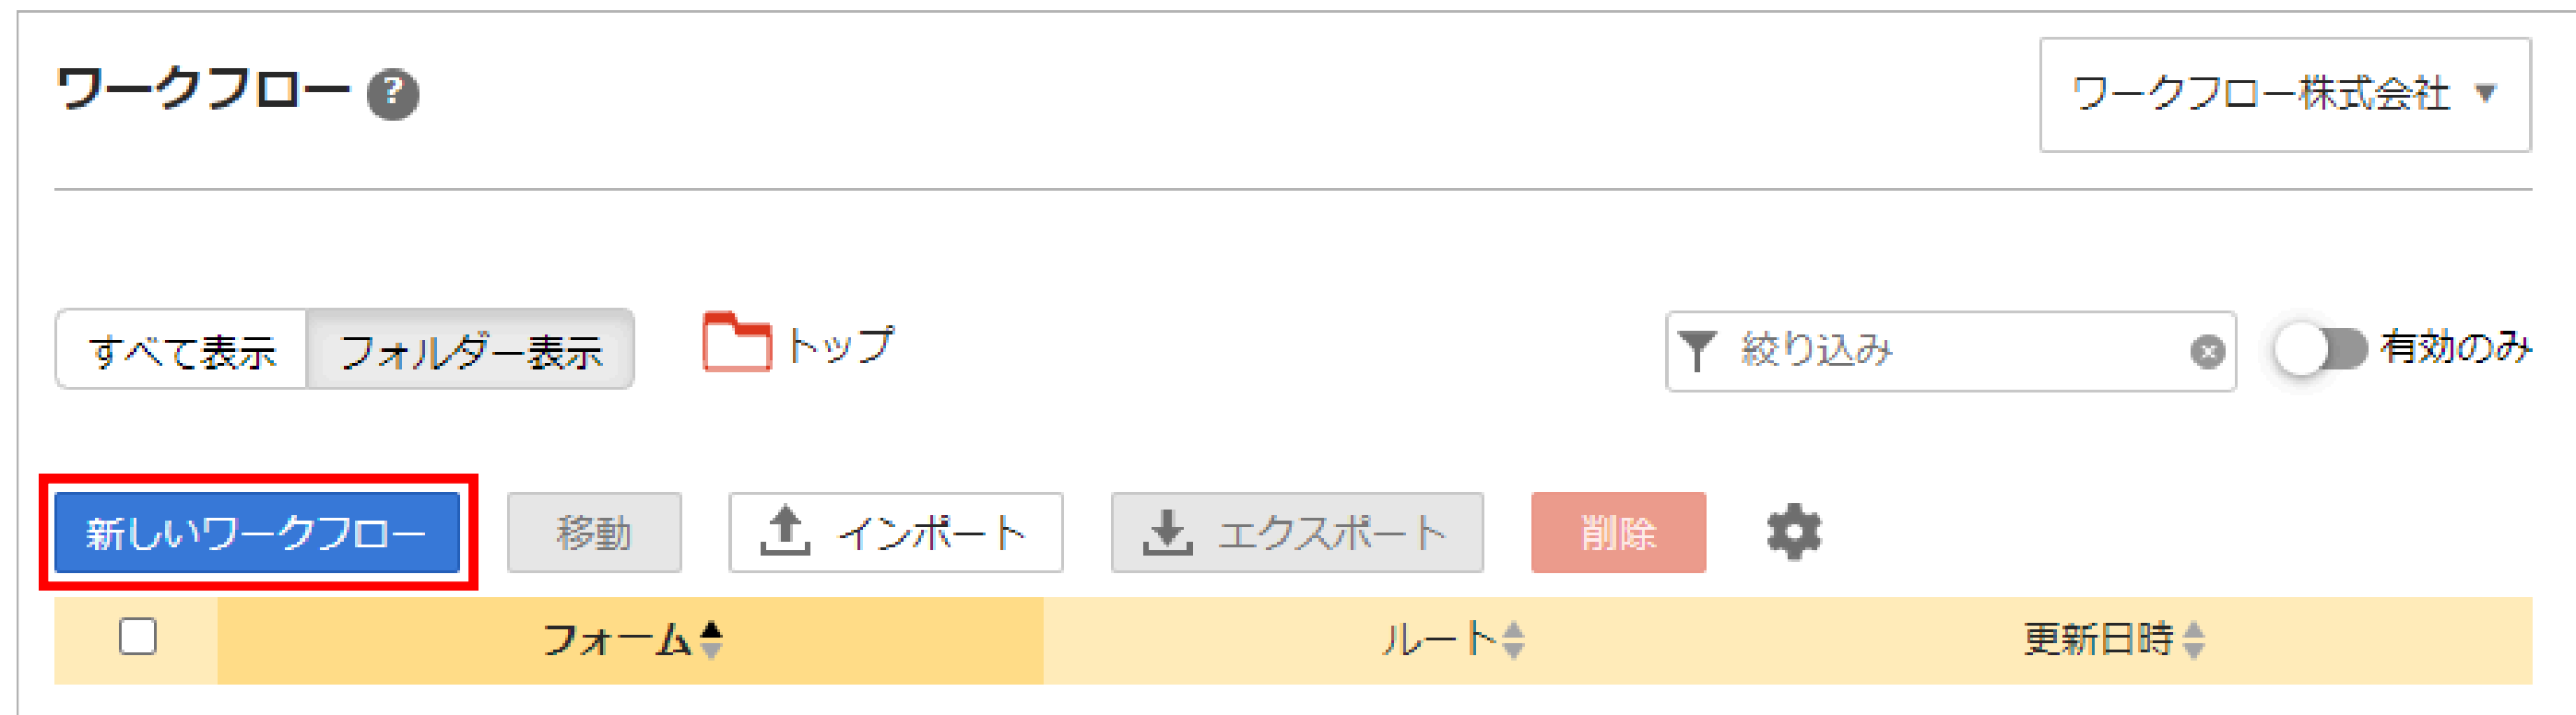 ワークフロー ? ワークフロー株式会社 ▼
すべて表示 フォルダー表示 トップ 絞り込み 有効のみ
新しいワークフロー 移動 インポート エクスポート 削除
フォーム ルート 更新日時